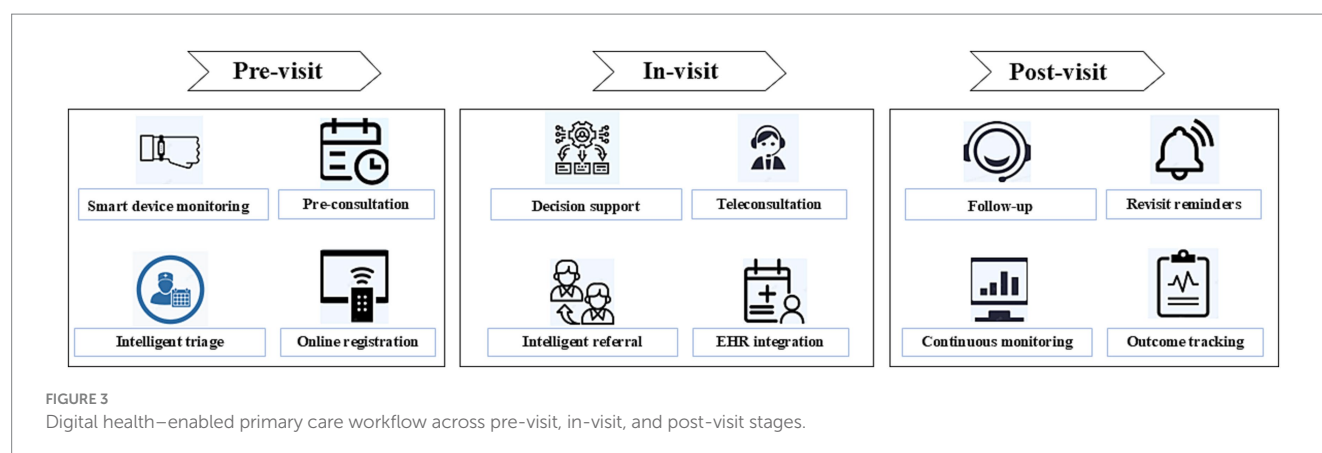 Pre-visit
In-visit
Post-visit
Smart device monitoring
Pre-consultation
Intelligent triage
Online registration
Decision support
Teleconsultation
Intelligent referral
EHR integration
Follow-up
Revisit reminders
Continuous monitoring
Outcome tracking
FIGURE 3
Digital health–enabled primary care workflow across pre-visit, in-visit, and post-visit stages.